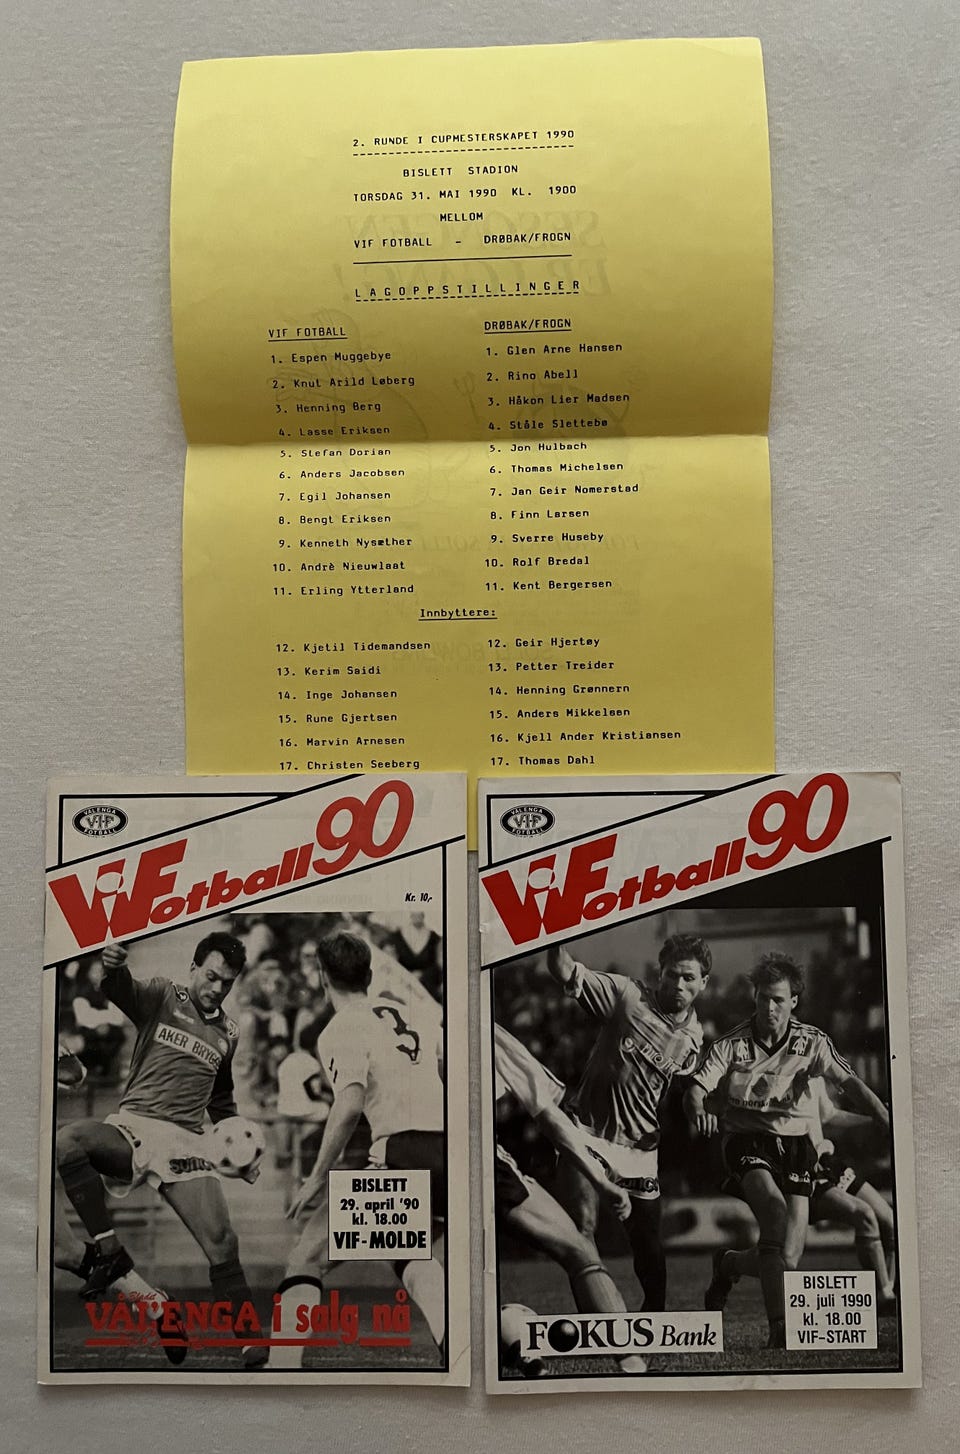 2. RUNDE I CUPMESTERSKAPET 1990
BISLETT STADION
TORSDAG 31. MAI 1990 KL. 1900
MELLOM
VIF FOTBALL - DRØBAK/FROGN
LAGOPPSTILLINGER
VIF FOTBALL
1. Espen Muggebye
2. Knut Arild Løberg
3. Henning Berg
4. Lasse Eriksen
5. Stefan Dorian
6. Anders Jacobsen
7. Egil Johansen
8. Bengt Eriksen
9. Kenneth Nysæther
10. Andrè Nieuwlaat
11. Erling Ytterland
DRØBAK/FROGN
1. Glen Arne Hansen
2. Rino Abell
3. Håkon Lier Madsen
4. Ståle Slettebø
5. Jon Hulbach
6. Thomas Michelsen
7. Jan Geir Nomerstad
8. Finn Larsen
9. Sverre Huseby
10. Rolf Bredal
11. Kent Bergersen
Innbyttere:
12. Kjetil Tidemandsen
13. Kerim Saidi
14. Inge Johansen
15. Rune Gjertsen
16. Marvin Arnesen
17. Christen Seeberg
12. Geir Hjertøy
13. Petter Treider
14. Henning Grønnern
15. Anders Mikkelsen
16. Kjell Ander Kristiansen
17. Thomas Dahl
VÅLENGA
VIF
FOTBALL
ViFotball90
Kr. 10,-
3
AKER BRYGGE
BISLETT
29. april '90
kl. 18.00
VIF-MOLDE
Bladet
VÅL'ENGA i salg nå
VÅLENGA
VIF
FOTBALL
ViFotball90
FOKUS Bank
BISLETT
29. juli 1990
kl. 18.00
VIF-START